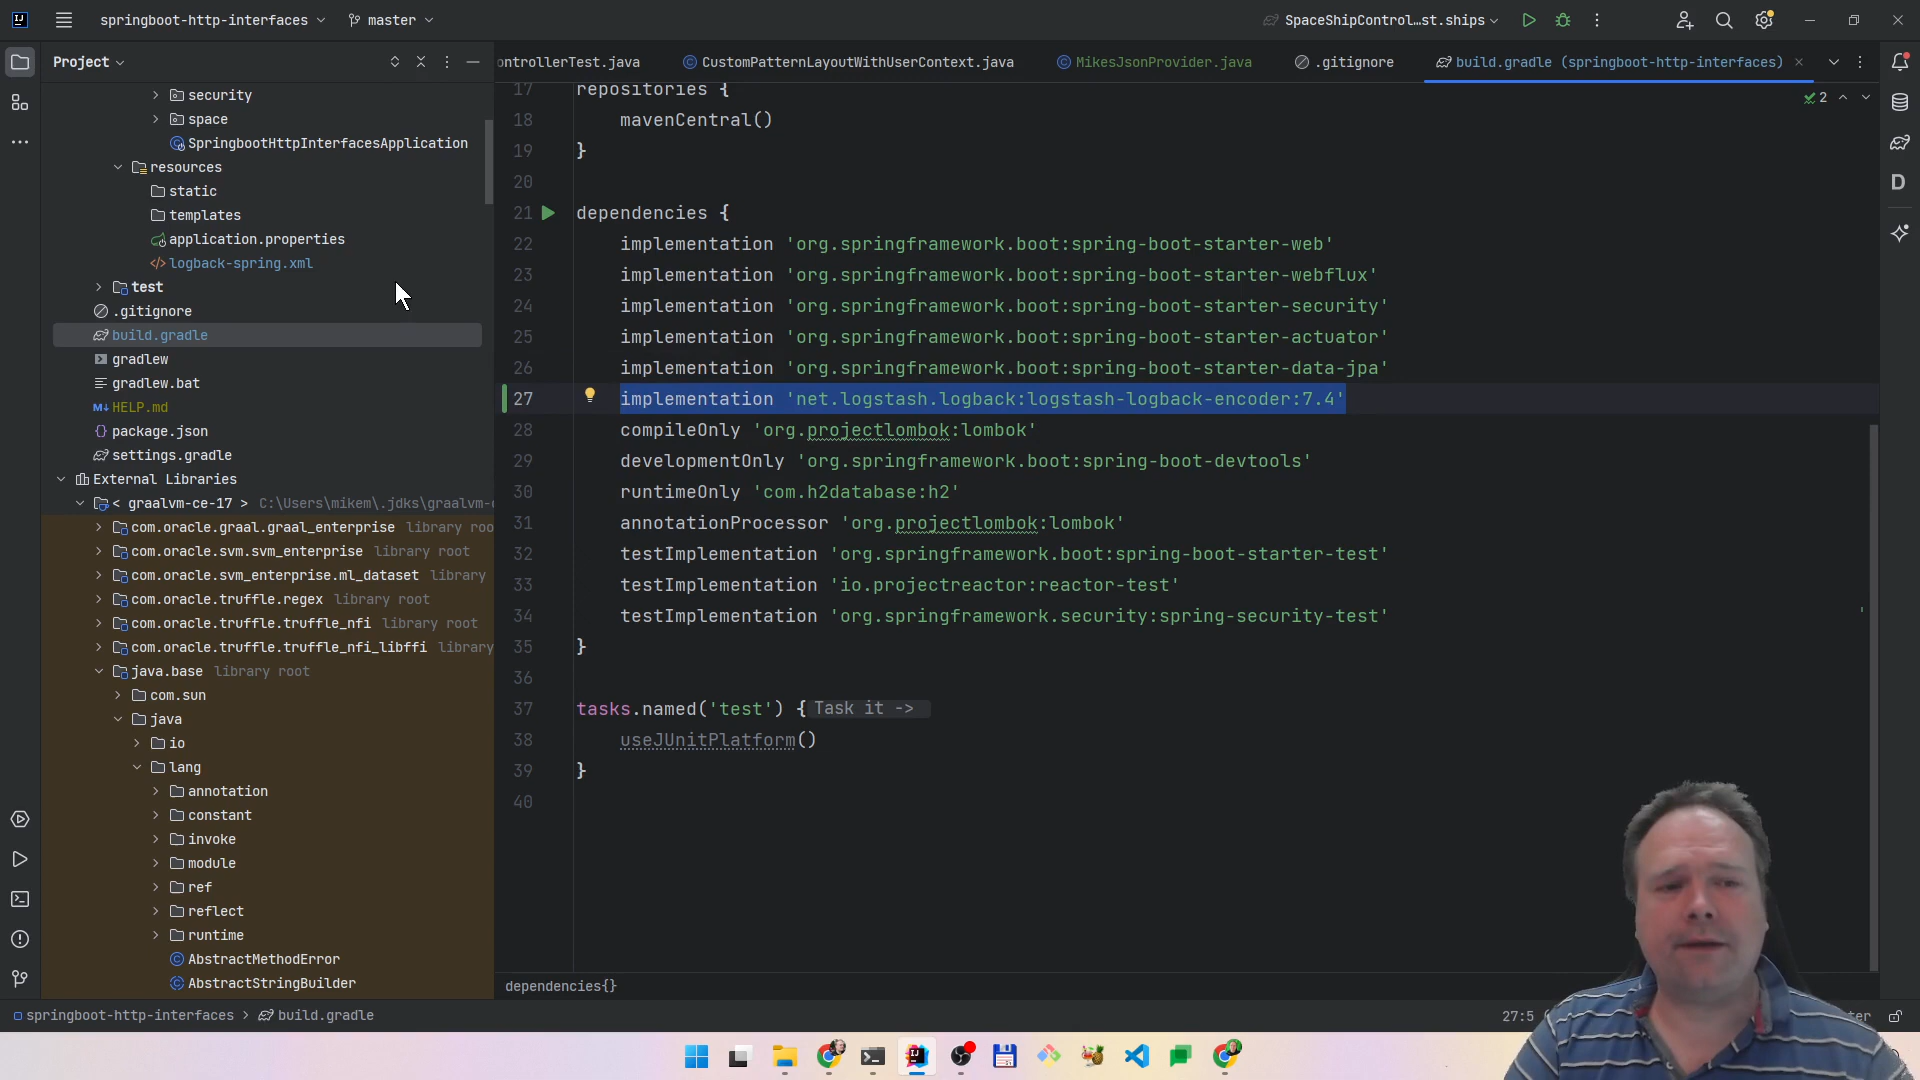 springboot-http-interfaces
master
SpaceShipControl…st.ships
Project
ontrollerTest.java
CustomPatternLayoutWithUserContext.java
MikesJsonProvider.java
.gitignore
build.gradle (springboot-http-interfaces)
security
space
SpringbootHttpInterfacesApplication
resources
static
templates
application.properties
logback-spring.xml
test
.gitignore
build.gradle
gradlew
gradlew.bat
HELP.md
package.json
settings.gradle
External Libraries
< graalvm-ce-17 > C:\Users\mikem\.jdks\graalvm-c
com.oracle.graal.graal_enterprise library roo
com.oracle.svm.svm_enterprise library root
com.oracle.svm_enterprise.ml_dataset library
com.oracle.truffle.regex library root
com.oracle.truffle.truffle_nfi library root
com.oracle.truffle.truffle_nfi_libffi library
java.base library root
com.sun
java
io
lang
annotation
constant
invoke
module
ref
reflect
runtime
AbstractMethodError
AbstractStringBuilder
2
17 repositories {
18 mavenCentral()
19 }
20
21 dependencies {
22 implementation 'org.springframework.boot:spring-boot-starter-web'
23 implementation 'org.springframework.boot:spring-boot-starter-webflux'
24 implementation 'org.springframework.boot:spring-boot-starter-security'
25 implementation 'org.springframework.boot:spring-boot-starter-actuator'
26 implementation 'org.springframework.boot:spring-boot-starter-data-jpa'
27 implementation 'net.logstash.logback:logstash-logback-encoder:7.4'
28 compileOnly 'org.projectlombok:lombok'
29 developmentOnly 'org.springframework.boot:spring-boot-devtools'
30 runtimeOnly 'com.h2database:h2'
31 annotationProcessor 'org.projectlombok:lombok'
32 testImplementation 'org.springframework.boot:spring-boot-starter-test'
33 testImplementation 'io.projectreactor:reactor-test'
34 testImplementation 'org.springframework.security:spring-security-test'
35 }
36
37 tasks.named('test') { Task it ->
38 useJUnitPlatform()
39 }
40
dependencies{}
springboot-http-interfaces > build.gradle
27:5